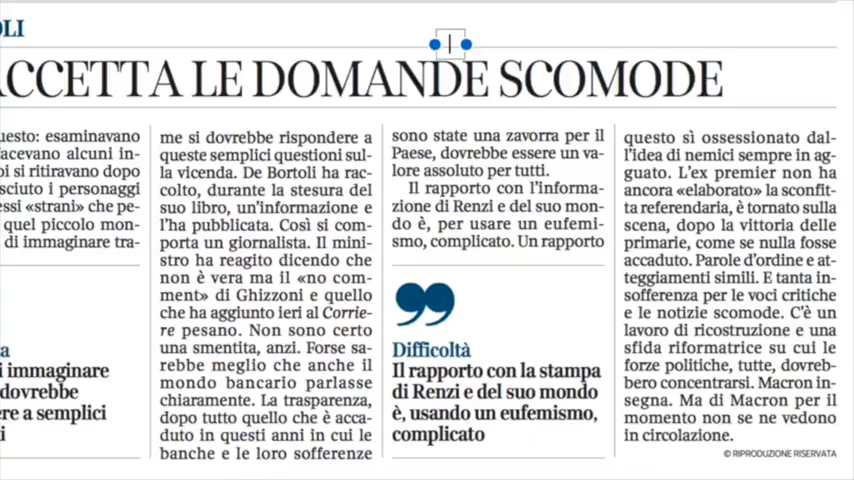 OLI
ACCETTA LE DOMANDE SCOMODE
uesto: esaminavano
facevano alcuni in-
oi si ritiravano dopo
sciuto i personaggi
essi «strani» che pe-
quel piccolo mon-
di immaginare tra-
a
i immaginare
dovrebbe
ere a semplici
i
me si dovrebbe rispondere a
queste semplici questioni sul-
la vicenda. De Bortoli ha rac-
colto, durante la stesura del
suo libro, un'informazione e
l'ha pubblicata. Così si com-
porta un giornalista. Il mini-
stro ha reagito dicendo che
non è vera ma il «no com-
ment» di Ghizzoni e quello
che ha aggiunto ieri al Corrie-
re pesano. Non sono certo
una smentita, anzi. Forse sa-
rebbe meglio che anche il
mondo bancario parlasse
chiaramente. La trasparenza,
dopo tutto quello che è acca-
duto in questi anni in cui le
banche e le loro sofferenze
sono state una zavorra per il
Paese, dovrebbe essere un va-
lore assoluto per tutti.
Il rapporto con l'informa-
zione di Renzi e del suo mon-
do è, per usare un eufemi-
smo, complicato. Un rapporto
Difficoltà
Il rapporto con la stampa
di Renzi e del suo mondo
è, usando un eufemismo,
complicato
questo sì ossessionato dal-
l'idea di nemici sempre in ag-
guato. L'ex premier non ha
ancora «elaborato» la sconfit-
ta referendaria, è tornato sulla
scena, dopo la vittoria delle
primarie, come se nulla fosse
accaduto. Parole d'ordine e at-
teggiamenti simili. E tanta in-
sofferenza per le voci critiche
e le notizie scomode. C'è un
lavoro di ricostruzione e una
sfida riformatrice su cui le
forze politiche, tutte, dovreb-
bero concentrarsi. Macron in-
segna. Ma di Macron per il
momento non se ne vedono
in circolazione.
© RIPRODUZIONE RISERVATA